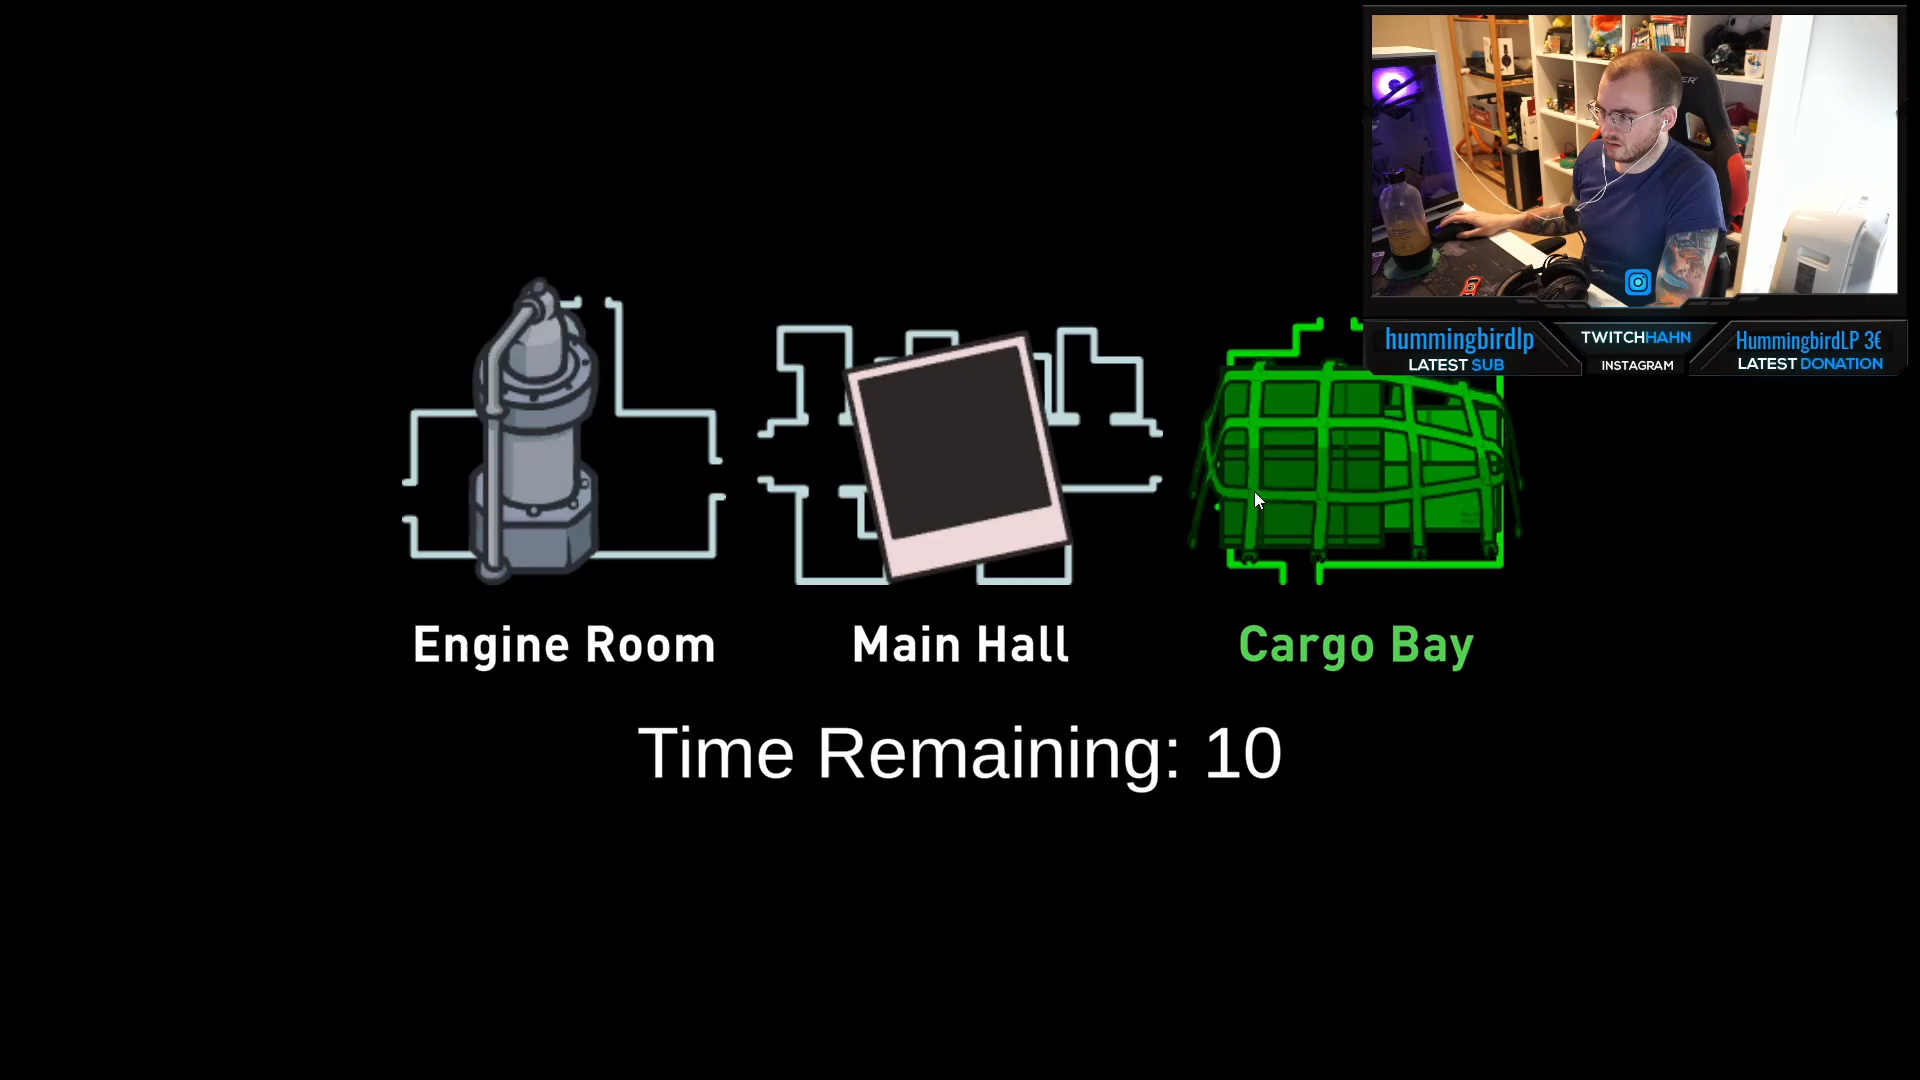 hummingbirdlp
LATEST SUB
TWITCHHAHN
INSTAGRAM
HummingbirdLP 3€
LATEST DONATION
Engine Room
Main Hall
Cargo Bay
Time Remaining: 10